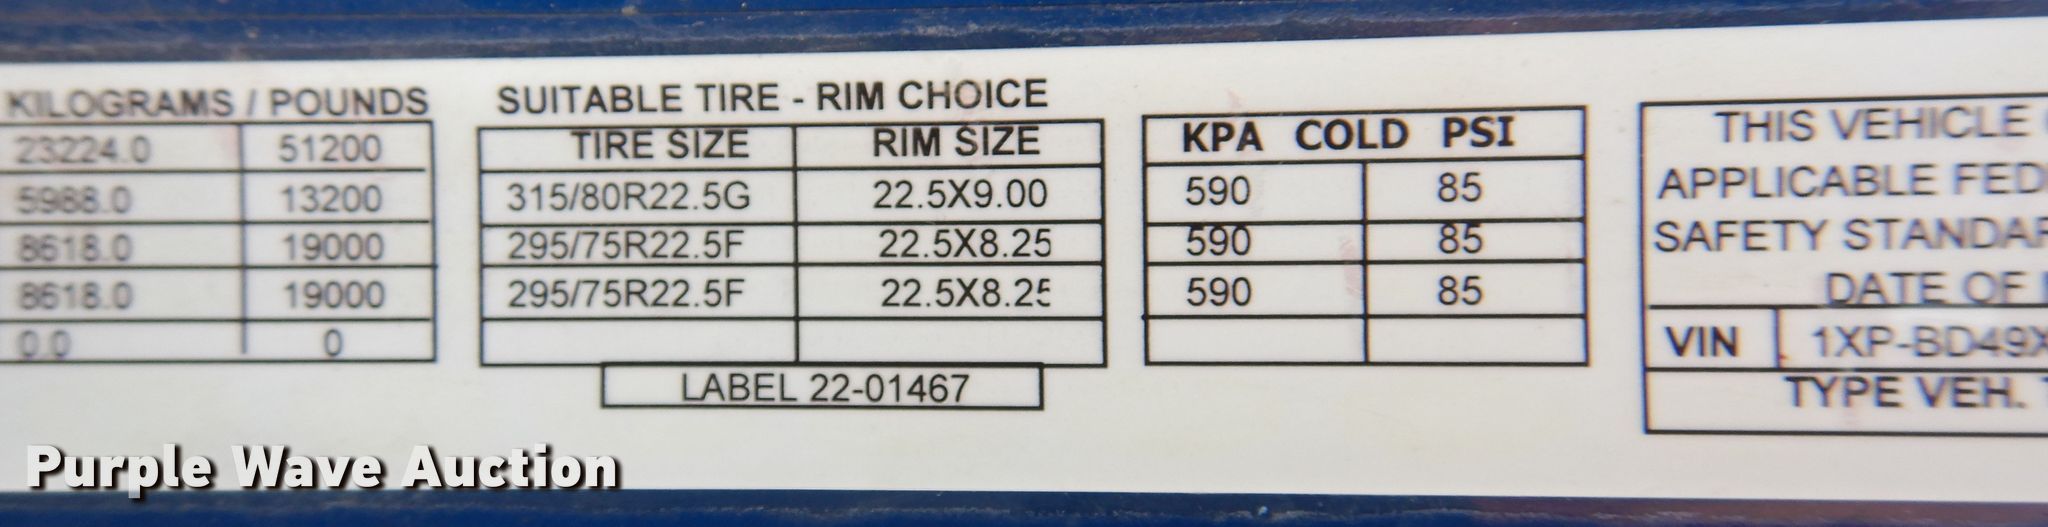 KILOGRAMS / POUNDS
23224.0 51200
5988.0 13200
8618.0 19000
8618.0 19000
0.0 0
SUITABLE TIRE - RIM CHOICE
TIRE SIZE RIM SIZE
315/80R22.5G 22.5X9.00
295/75R22.5F 22.5X8.25
295/75R22.5F 22.5X8.25
LABEL 22-01467
KPA COLD PSI
590 85
590 85
590 85
THIS VEHICLE
APPLICABLE FED
SAFETY STANDAR
DATE OF
VIN 1XP-BD49X
TYPE VEH.
Purple Wave Auction